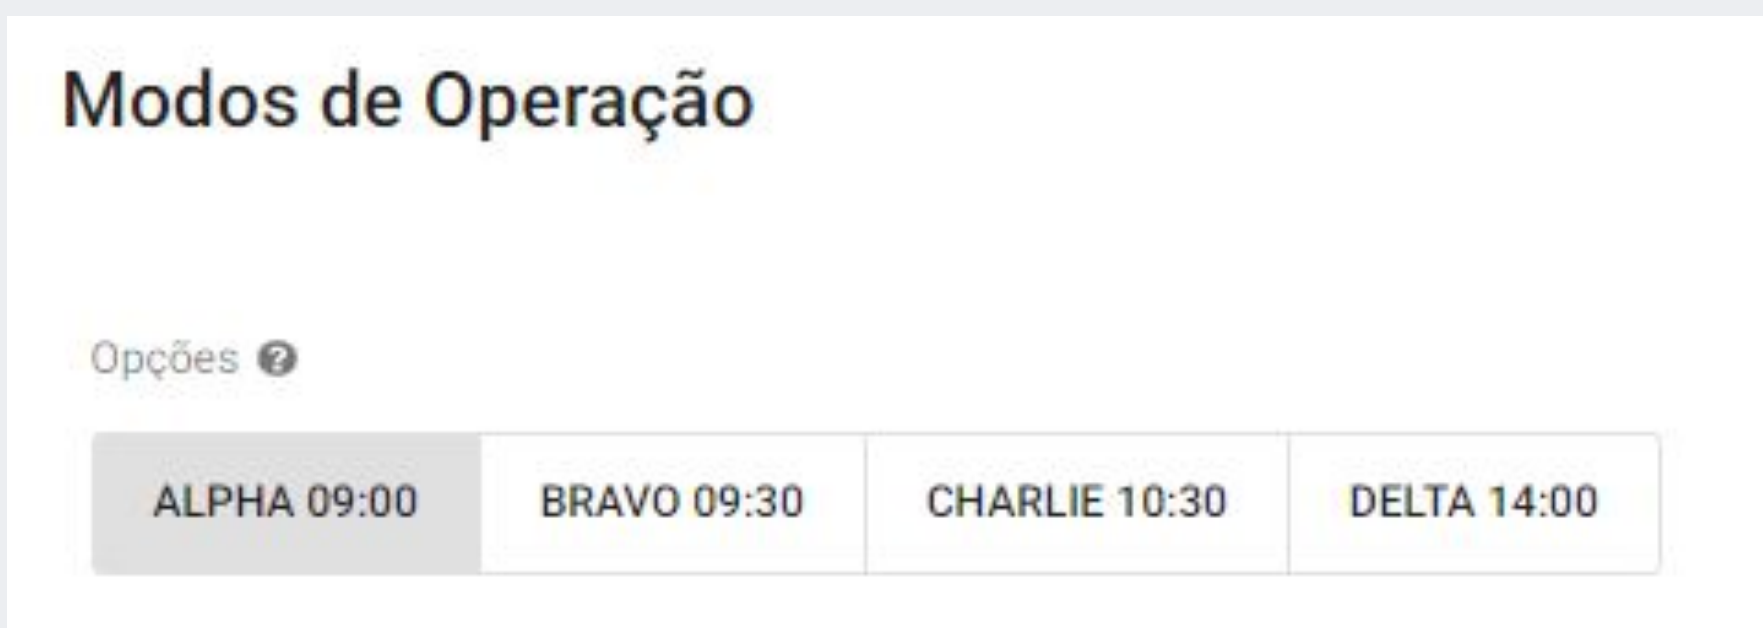 Modos de Operação
Opções
ALPHA 09:00 BRAVO 09:30 CHARLIE 10:30 DELTA 14:00